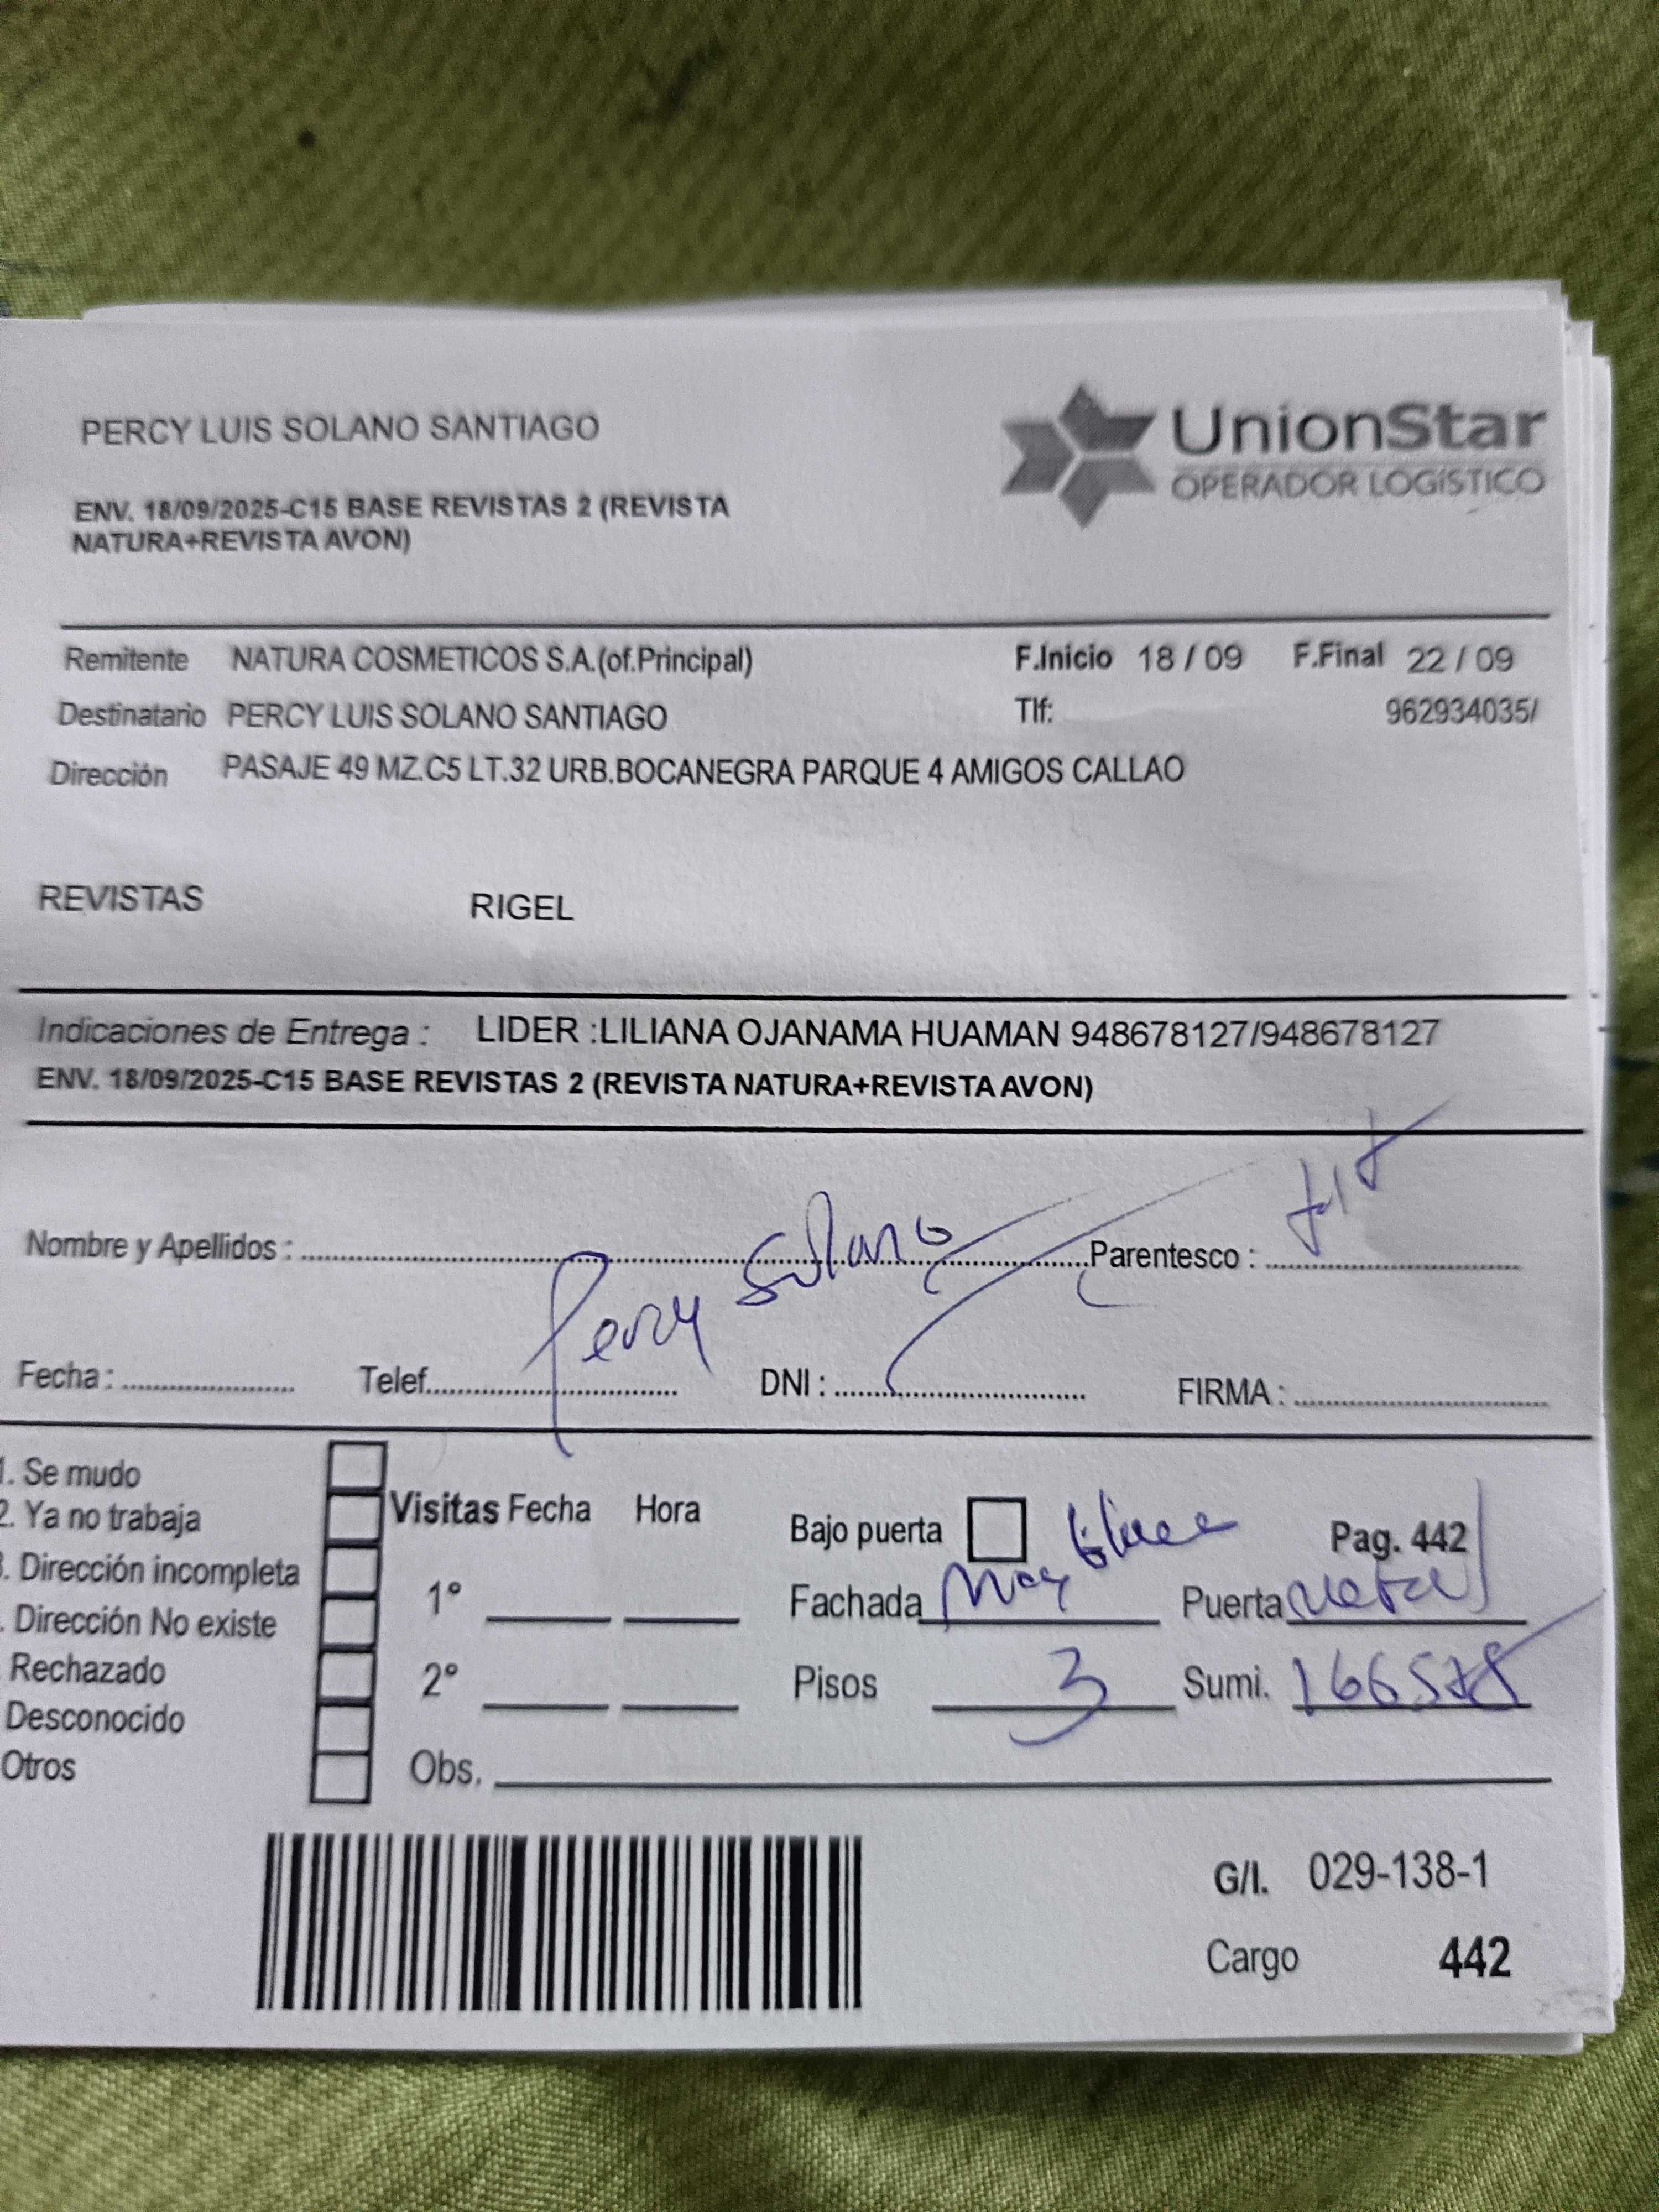 PERCY LUIS SOLANO SANTIAGO
UnionStar
OPERADOR LOGÍSTICO
ENV. 18/09/2025-C15 BASE REVISTAS 2 (REVISTA
NATURA+REVISTA AVON)
Remitente NATURA COSMETICOS S.A.(of.Principal) F.Inicio 18 / 09 F.Final 22 / 09
Destinatario PERCY LUIS SOLANO SANTIAGO Tlf: 962934035/
Dirección PASAJE 49 MZ.C5 LT.32 URB.BOCANEGRA PARQUE 4 AMIGOS CALLAO
REVISTAS RIGEL
Indicaciones de Entrega : LIDER :LILIANA OJANAMA HUAMAN 948678127/948678127
ENV. 18/09/2025-C15 BASE REVISTAS 2 (REVISTA NATURA+REVISTA AVON)
Nombre y Apellidos : Percy Solano Parentesco :
Fecha : Telef. DNI : FIRMA :
1. Se mudo
2. Ya no trabaja
. Dirección incompleta
. Dirección No existe
Rechazado
Desconocido
Otros
Visitas Fecha Hora
1°
2°
Obs.
Bajo puerta Pag. 442
Fachada Puerta
Pisos 3 Sumi.
G/I. 029-138-1
Cargo 442